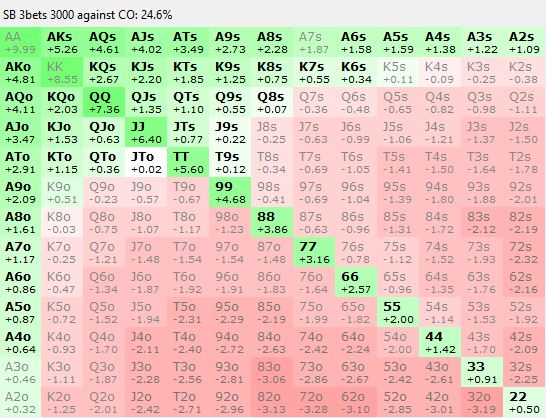 SB 3bets 3000 against CO: 24.6%
AA AKs AQs AJs ATs A9s A8s A7s A6s A5s A4s A3s A2s
+9.99 +5.26 +4.61 +4.02 +3.49 +2.73 +2.28 +1.87 +1.58 +1.59 +1.38 +1.22 +1.09
AKo KK KQs KJs KTs K9s K8s K7s K6s K5s K4s K3s K2s
+4.81 +8.55 +2.67 +2.20 +1.85 +1.25 +0.75 +0.55 +0.34 +0.11 -0.09 -0.25 -0.38
AQo KQo QQ QJs QTs Q9s Q8s Q7s Q6s Q5s Q4s Q3s Q2s
+4.11 +2.03 +7.36 +1.35 +1.10 +0.55 +0.07 -0.36 -0.48 -0.65 -0.82 -0.98 -1.11
AJo KJo QJo JJ JTs J9s J8s J7s J6s J5s J4s J3s J2s
+3.47 +1.53 +0.63 +6.40 +0.77 +0.22 -0.25 -0.63 -0.99 -1.06 -1.21 -1.37 -1.50
ATo KTo QTo JTo TT T9s T8s T7s T6s T5s T4s T3s T2s
+2.91 +1.15 +0.36 +0.02 +5.60 +0.12 -0.34 -0.69 -1.05 -1.41 -1.50 -1.64 -1.78
A9o K9o Q9o J9o T9o 99 98s 97s 96s 95s 94s 93s 92s
+2.09 +0.51 -0.23 -0.57 -0.67 +4.68 -0.41 -0.69 -1.04 -1.39 -1.80 -1.88 -2.01
A8o K8o Q8o J8o T8o 98o 88 87s 86s 85s 84s 83s 82s
+1.61 -0.03 -0.75 -1.07 -1.17 -1.23 +3.86 -0.63 -0.96 -1.31 -1.72 -2.12 -2.19
A7o K7o Q7o J7o T7o 97o 87o 77 76s 75s 74s 73s 72s
+1.17 -0.25 -1.21 -1.48 -1.54 -1.54 -1.48 +3.16 -0.78 -1.12 -1.52 -1.93 -2.32
A6o K6o Q6o J6o T6o 96o 86o 76o 66 65s 64s 63s 62s
+0.86 -0.47 -1.34 -1.87 -1.92 -1.91 -1.83 -1.64 +2.57 -0.96 -1.35 -1.76 -2.16
A5o K5o Q5o J5o T5o 95o 85o 75o 65o 55 54s 53s 52s
+0.87 -0.72 -1.52 -1.94 -2.31 -2.29 -2.19 -1.99 -1.82 +2.00 -1.14 -1.53 -1.92
A4o K4o Q4o J4o T4o 94o 84o 74o 64o 54o 44 43s 42s
+0.64 -0.93 -1.70 -2.11 -2.40 -2.72 -2.63 -2.42 -2.24 -2.00 +1.42 -1.70 -2.09
A3o K3o Q3o J3o T3o 93o 83o 73o 63o 53o 43o 33 32s
+0.46 -1.11 -1.87 -2.28 -2.56 -2.81 -3.06 -2.86 -2.67 -2.42 -2.61 +0.91 -2.25
A2o K2o Q2o J2o T2o 92o 82o 72o 62o 52o 42o 32o 22
+0.32 -1.25 -2.01 -2.42 -2.71 -2.96 -3.13 -3.28 -3.10 -2.85 -3.01 -3.19 +0.50